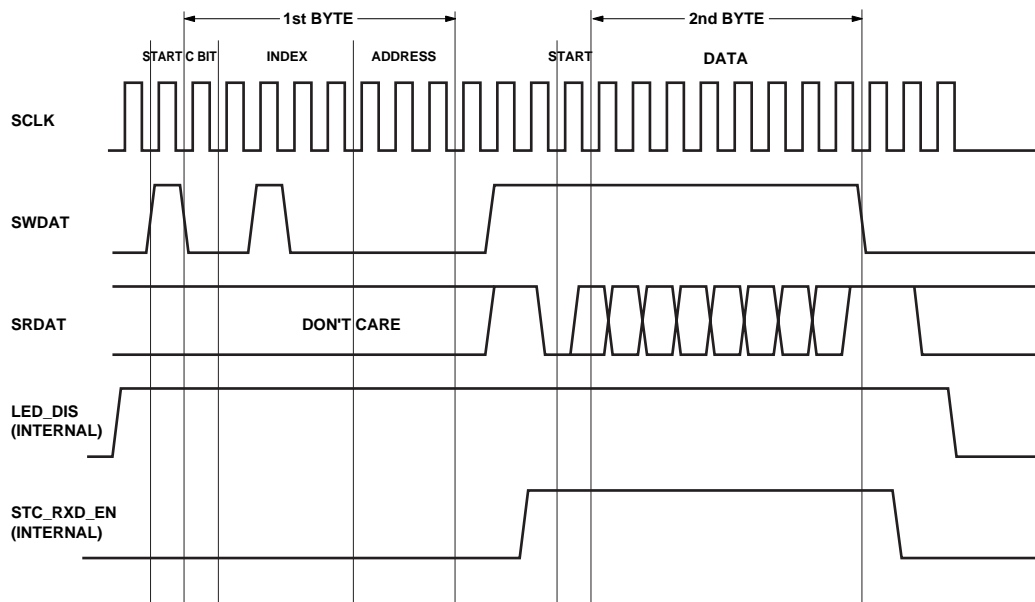 1st BYTE
2nd BYTE
START
C BIT
INDEX
ADDRESS
START
DATA
SCLK
SWDAT
SRDAT
DON'T CARE
LED_DIS
(INTERNAL)
STC_RXD_EN
(INTERNAL)